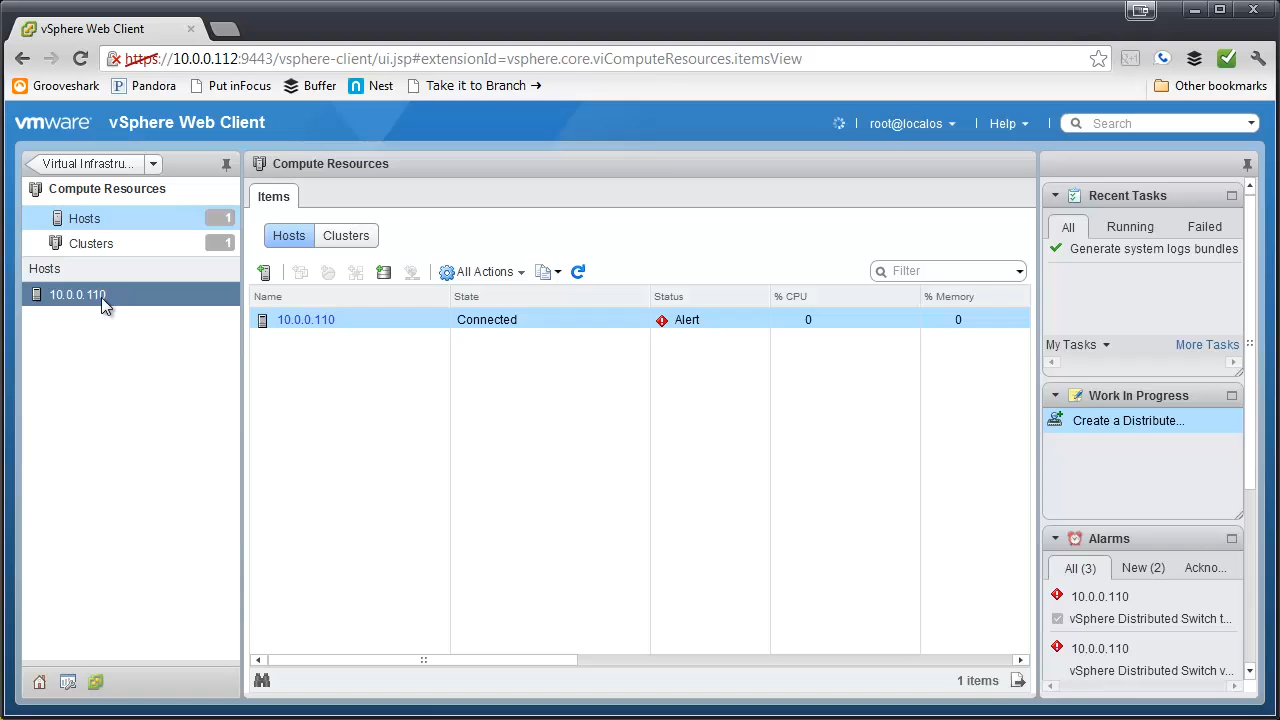 vSphere Web Client
https://10.0.0.112:9443/vsphere-client/ui.jsp#extensionId=vsphere.core.viComputeResources.itemsView
Grooveshark Pandora Put inFocus Buffer Nest Take it to Branch → Other bookmarks
vmware vSphere Web Client root@localos Help Search
Virtual Infrastru...
Compute Resources
Hosts 1
Clusters 1
Hosts
10.0.0.110
Compute Resources
Items
Hosts Clusters
All Actions Filter
Name State Status % CPU % Memory
10.0.0.110 Connected Alert 0 0
1 items
Recent Tasks
All Running Failed
Generate system logs bundles
My Tasks More Tasks
Work In Progress
Create a Distribute...
Alarms
All (3) New (2) Ackno...
10.0.0.110
vSphere Distributed Switch t...
10.0.0.110
vSphere Distributed Switch v...